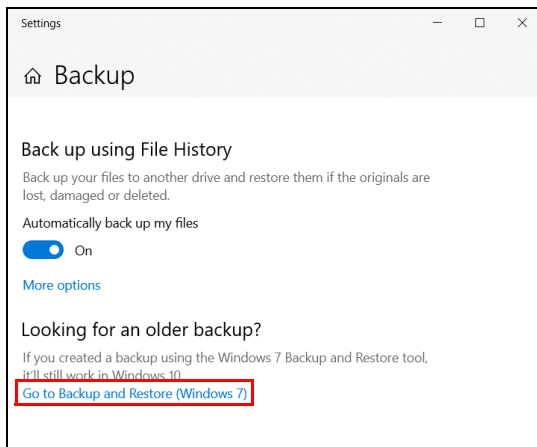 Settings
Backup
Back up using File History
Back up your files to another drive and restore them if the originals are
lost, damaged or deleted.
Automatically back up my files
On
More options
Looking for an older backup?
If you created a backup using the Windows 7 Backup and Restore tool,
it'll still work in Windows 10.
Go to Backup and Restore (Windows 7)